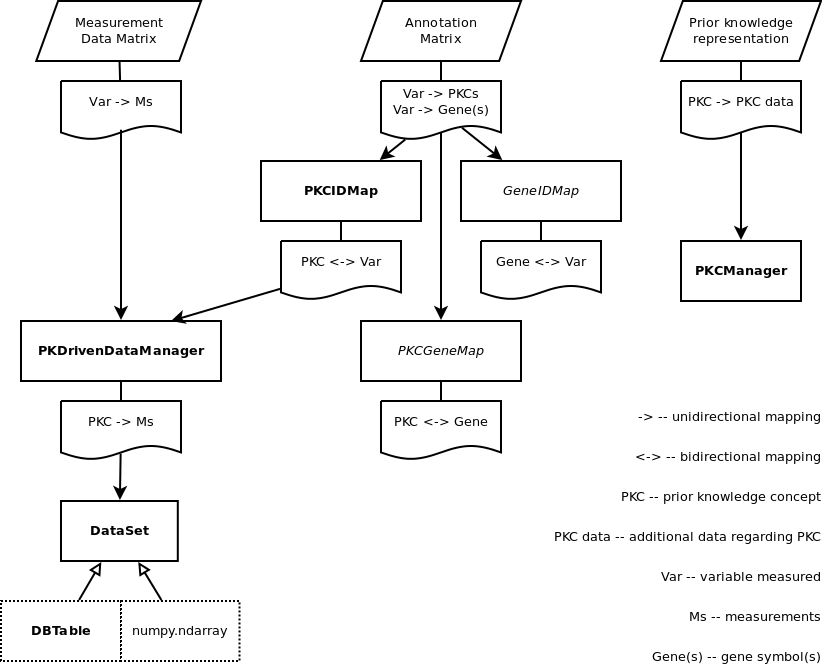 Measurement
Data Matrix
Annotation
Matrix
Prior knowledge
representation
Var -> Ms
Var -> PKCs
Var -> Gene(s)
PKC -> PKC data
PKCIDMap
GeneIDMap
PKC <-> Var
Gene <-> Var
PKCManager
PKDrivenDataManager
PKCGeneMap
PKC -> Ms
PKC <-> Gene
-> -- unidirectional mapping
<-> -- bidirectional mapping
PKC -- prior knowledge concept
PKC data -- additional data regarding PKC
Var -- variable measured
Ms -- measurements
Gene(s) -- gene symbol(s)
DataSet
DBTable
numpy.ndarray